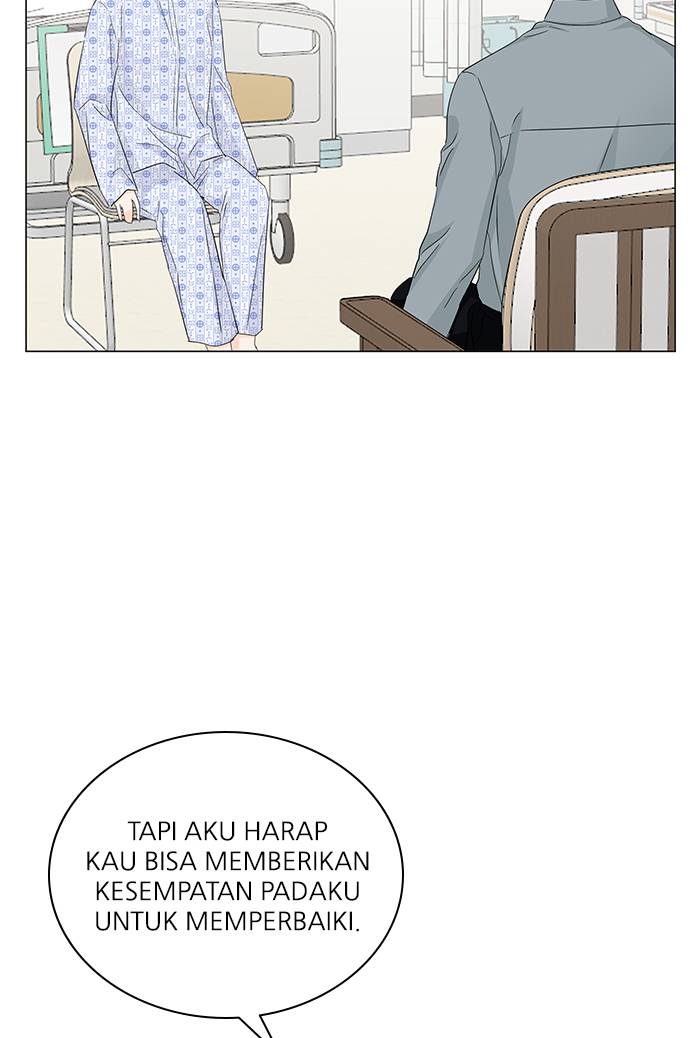 TAPI AKU HARAP
KAU BISA MEMBERIKAN
KESEMPATAN PADAKU
UNTUK MEMPERBAIKI.